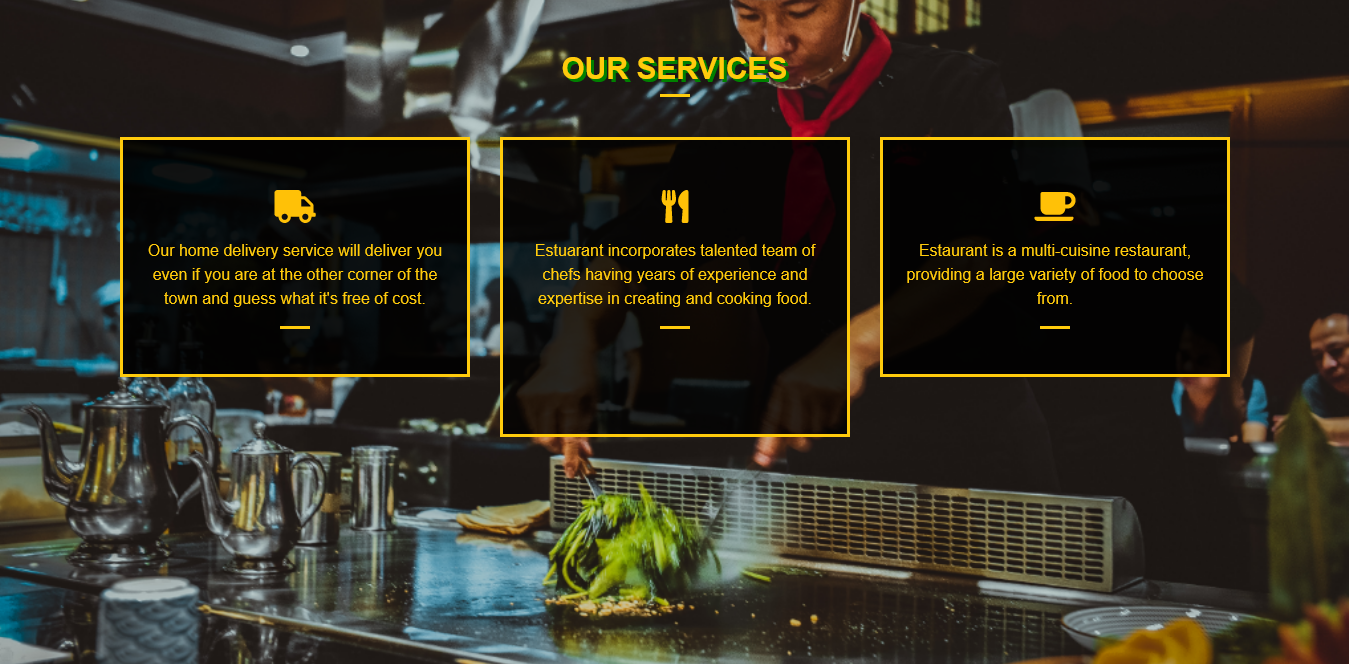 OUR SERVICES
Our home delivery service will deliver you
even if you are at the other corner of the
town and guess what it's free of cost.
Estuarant incorporates talented team of
chefs having years of experience and
expertise in creating and cooking food.
Estaurant is a multi-cuisine restaurant,
providing a large variety of food to choose
from.